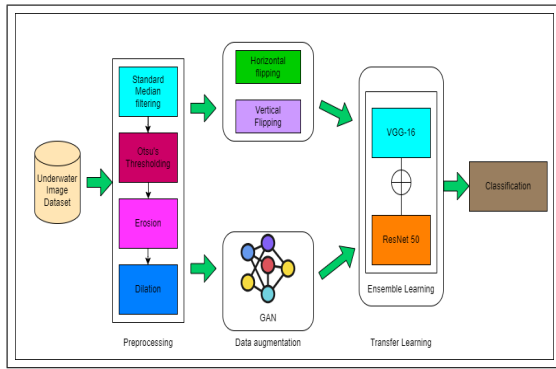 Underwater
Image
Dataset
Standard
Median
filtering
Otsu's
Thresholding
Erosion
Dilation
Preprocessing
Horizontal
flipping
Vertical
Flipping
GAN
Data augmentation
VGG-16
ResNet 50
Ensemble Learning
Transfer Learning
Classification